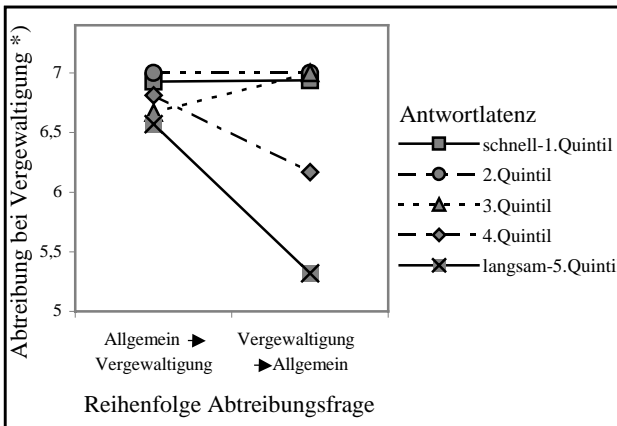 Abtreibung bei Vergewaltigung *)
7
6,5
6
5,5
5
Allgemein → Vergewaltigung
Vergewaltigung → Allgemein
Reihenfolge Abtreibungsfrage
Antwortlatenz
schnell-1.Quintil
2.Quintil
3.Quintil
4.Quintil
langsam-5.Quintil